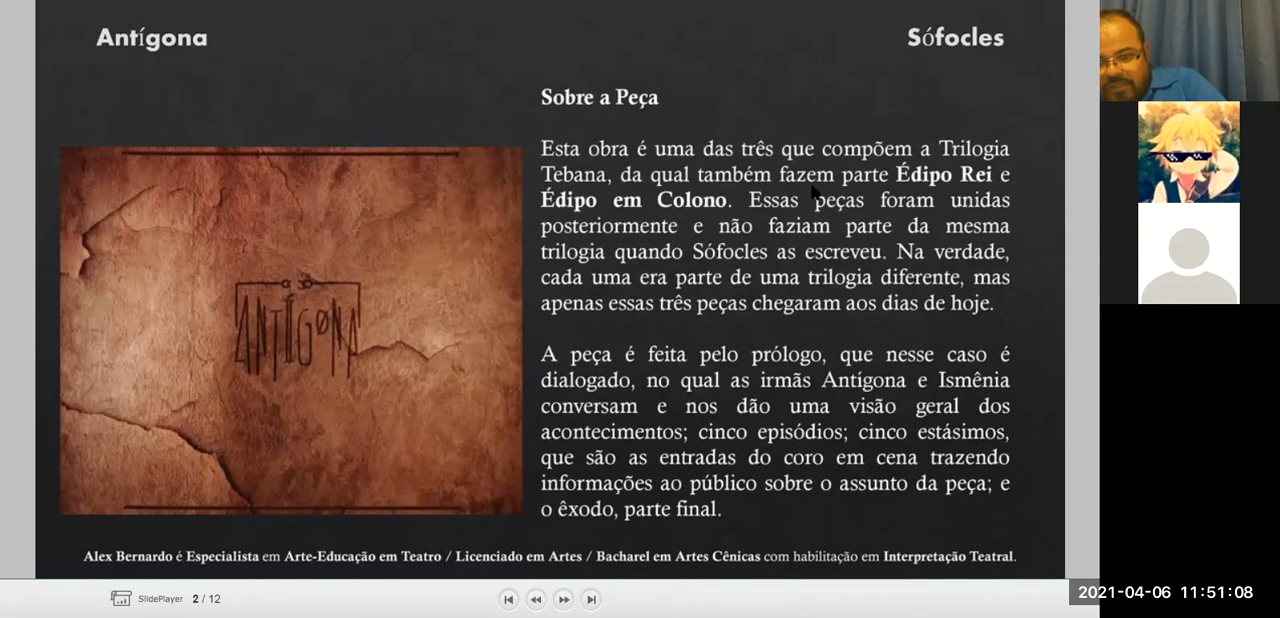 Antígona
Sófocles
Sobre a Peça
Esta obra é uma das três que compõem a Trilogia
Tebana, da qual também fazem parte Édipo Rei e
Édipo em Colono. Essas peças foram unidas
posteriormente e não faziam parte da mesma
trilogia quando Sófocles as escreveu. Na verdade,
cada uma era parte de uma trilogia diferente, mas
apenas essas três peças chegaram aos dias de hoje.
A peça é feita pelo prólogo, que nesse caso é
dialogado, no qual as irmãs Antígona e Ismênia
conversam e nos dão uma visão geral dos
acontecimentos; cinco episódios; cinco estásimos,
que são as entradas do coro em cena trazendo
informações ao público sobre o assunto da peça; e
o êxodo, parte final.
ANTÍGONA
Alex Bernardo é Especialista em Arte-Educação em Teatro / Licenciado em Artes / Bacharel em Artes Cênicas com habilitação em Interpretação Teatral.
SlidePlayer 2 / 12
2021-04-06 11:51:08